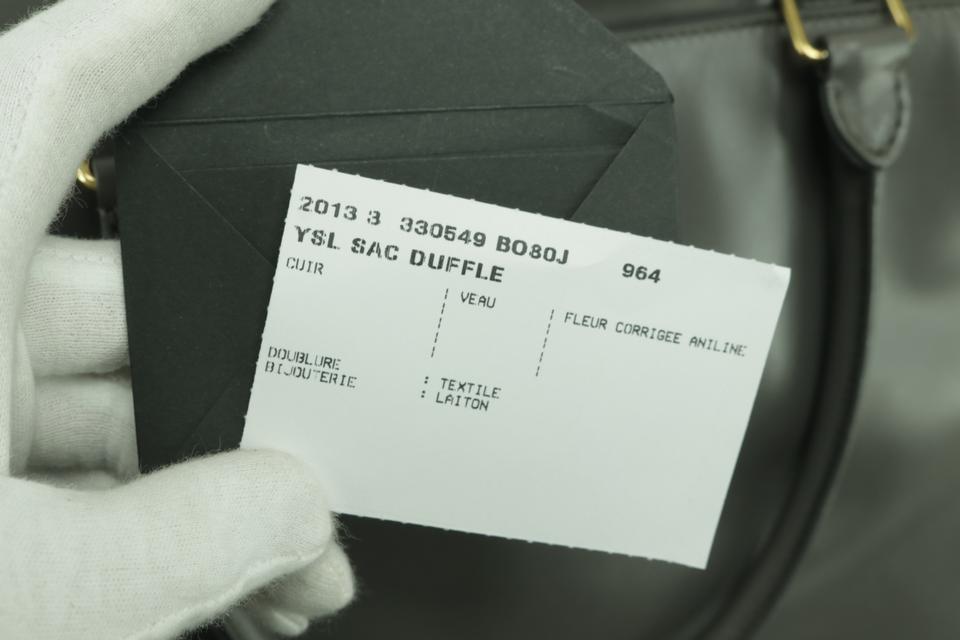 2013 3 330549 BO80J 964
YSL SAC DUFFLE
CUIR VEAU FLEUR CORRIGEE ANILINE
DOUBLURE : TEXTILE
BIJOUTERIE : LAITON